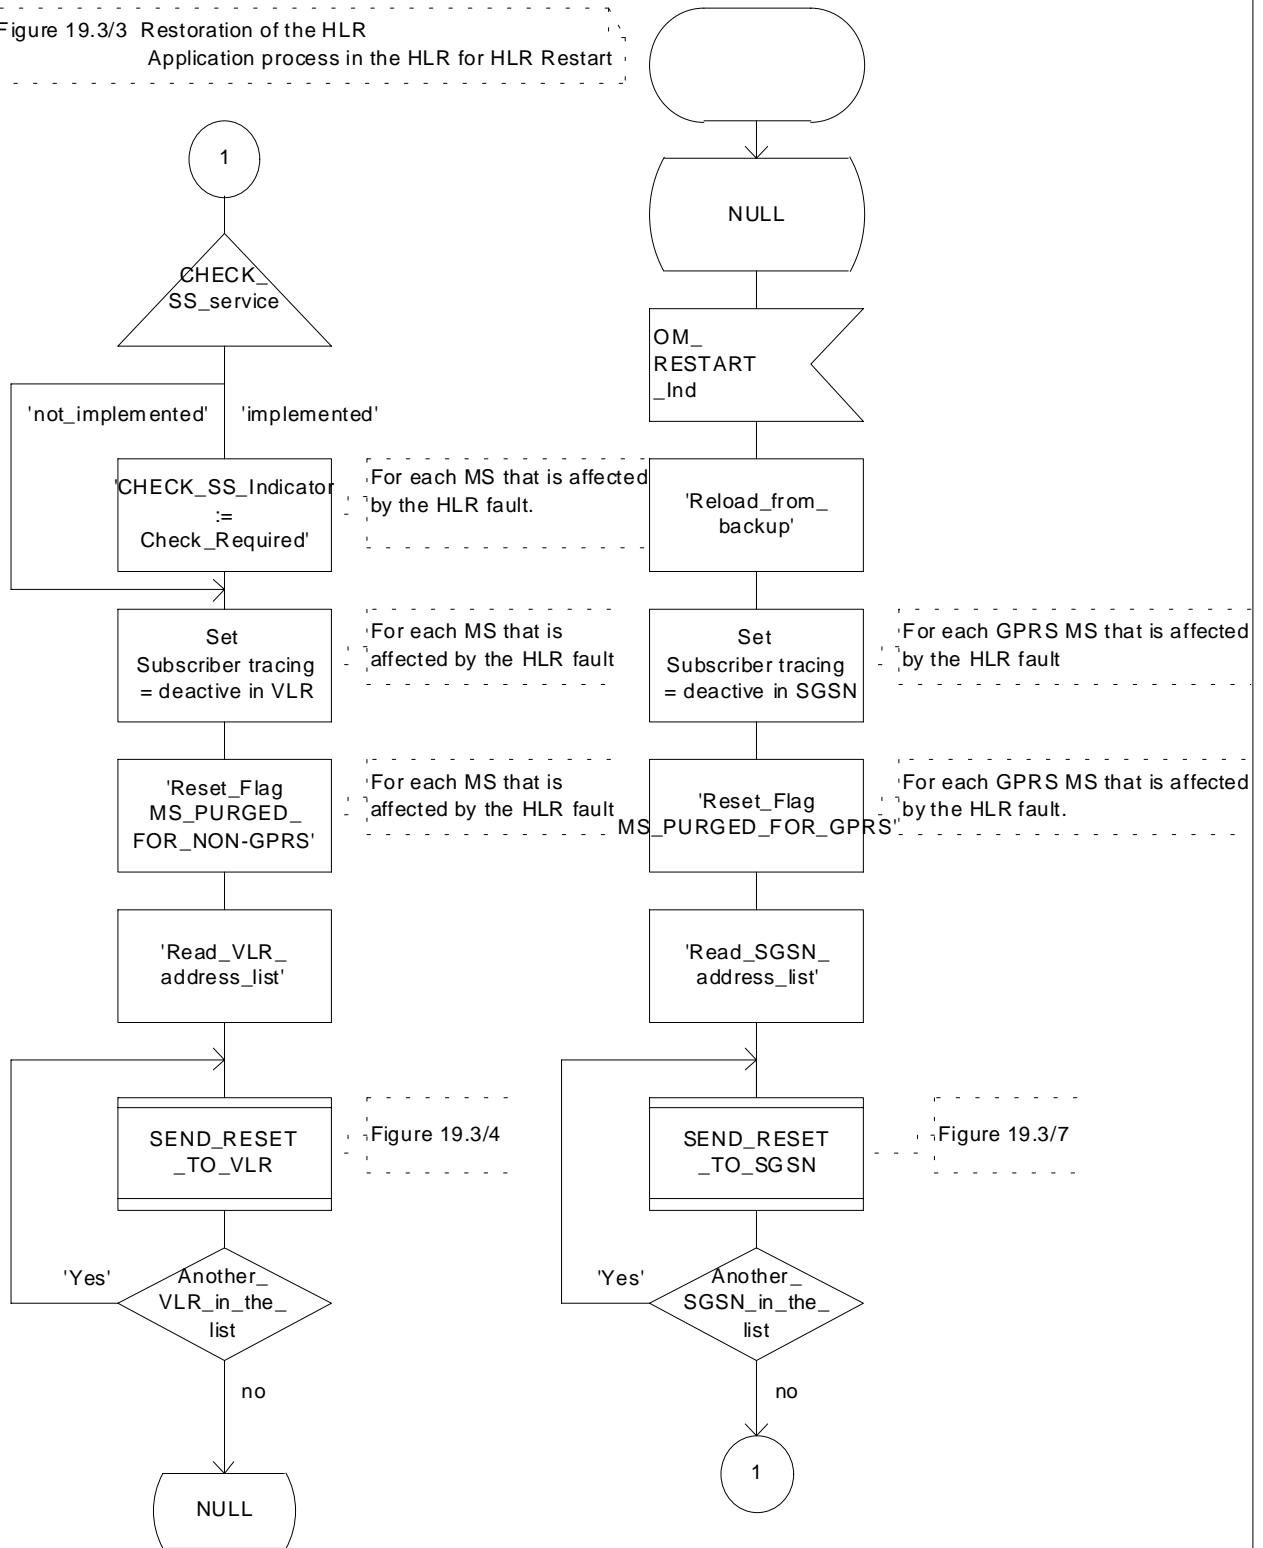 Figure 19.3/3 Restoration of the HLR
Application process in the HLR for HLR Restart
1
CHECK_
SS_service
'not_implemented'
'implemented'
'CHECK_SS_Indicator
:=
Check_Required'
For each MS that is affected
by the HLR fault.
Set
Subscriber tracing
= deactive in VLR
For each MS that is
affected by the HLR fault
'Reset_Flag
MS_PURGED_
FOR_NON-GPRS'
For each MS that is
affected by the HLR fault
'Read_VLR_
address_list'
SEND_RESET
_TO_VLR
Figure 19.3/4
'Yes'
Another_
VLR_in_the_
list
no
NULL
NULL
OM_
RESTART
_Ind
'Reload_from_
backup'
Set
Subscriber tracing
= deactive in SGSN
For each GPRS MS that is affected
by the HLR fault
'Reset_Flag
MS_PURGED_FOR_GPRS'
For each GPRS MS that is affected
by the HLR fault.
'Read_SGSN_
address_list'
SEND_RESET
_TO_SGSN
Figure 19.3/7
'Yes'
Another_
SGSN_in_the_
list
no
1